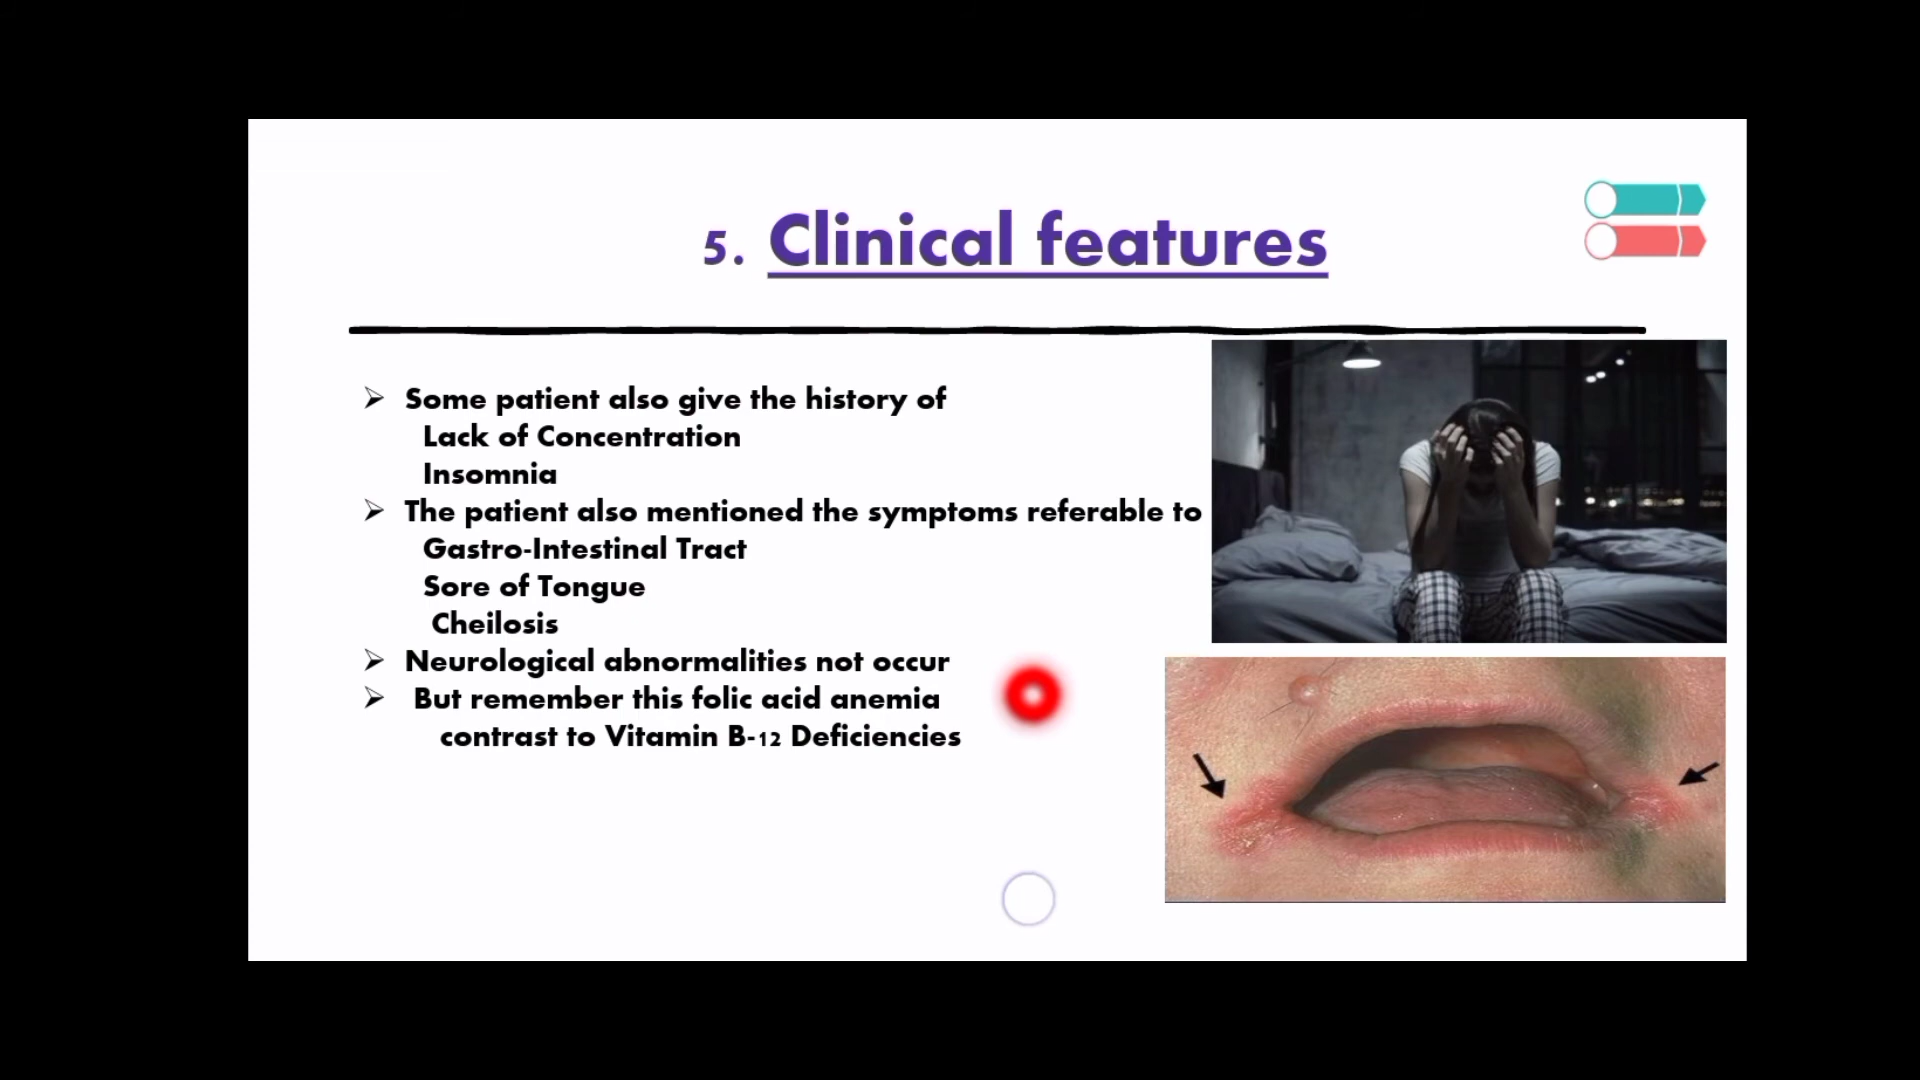 5. Clinical features
➢ Some patient also give the history of
Lack of Concentration
Insomnia
➢ The patient also mentioned the symptoms referable to
Gastro-Intestinal Tract
Sore of Tongue
Cheilosis
➢ Neurological abnormalities not occur
➢ But remember this folic acid anemia
contrast to Vitamin B-12 Deficiencies